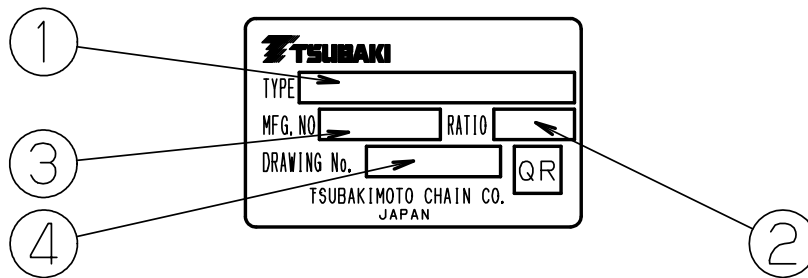 1
TSUBAKI
TYPE
MFG. NO RATIO
3
DRAWING No. QR
TSUBAKIMOTO CHAIN CO.
JAPAN
4
2